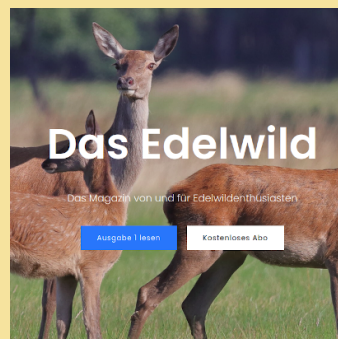 Das Edelwild
Das Magazin von und für Edelwildenthusiasten
Ausgabe 1 lesen
Kostenloses Abo